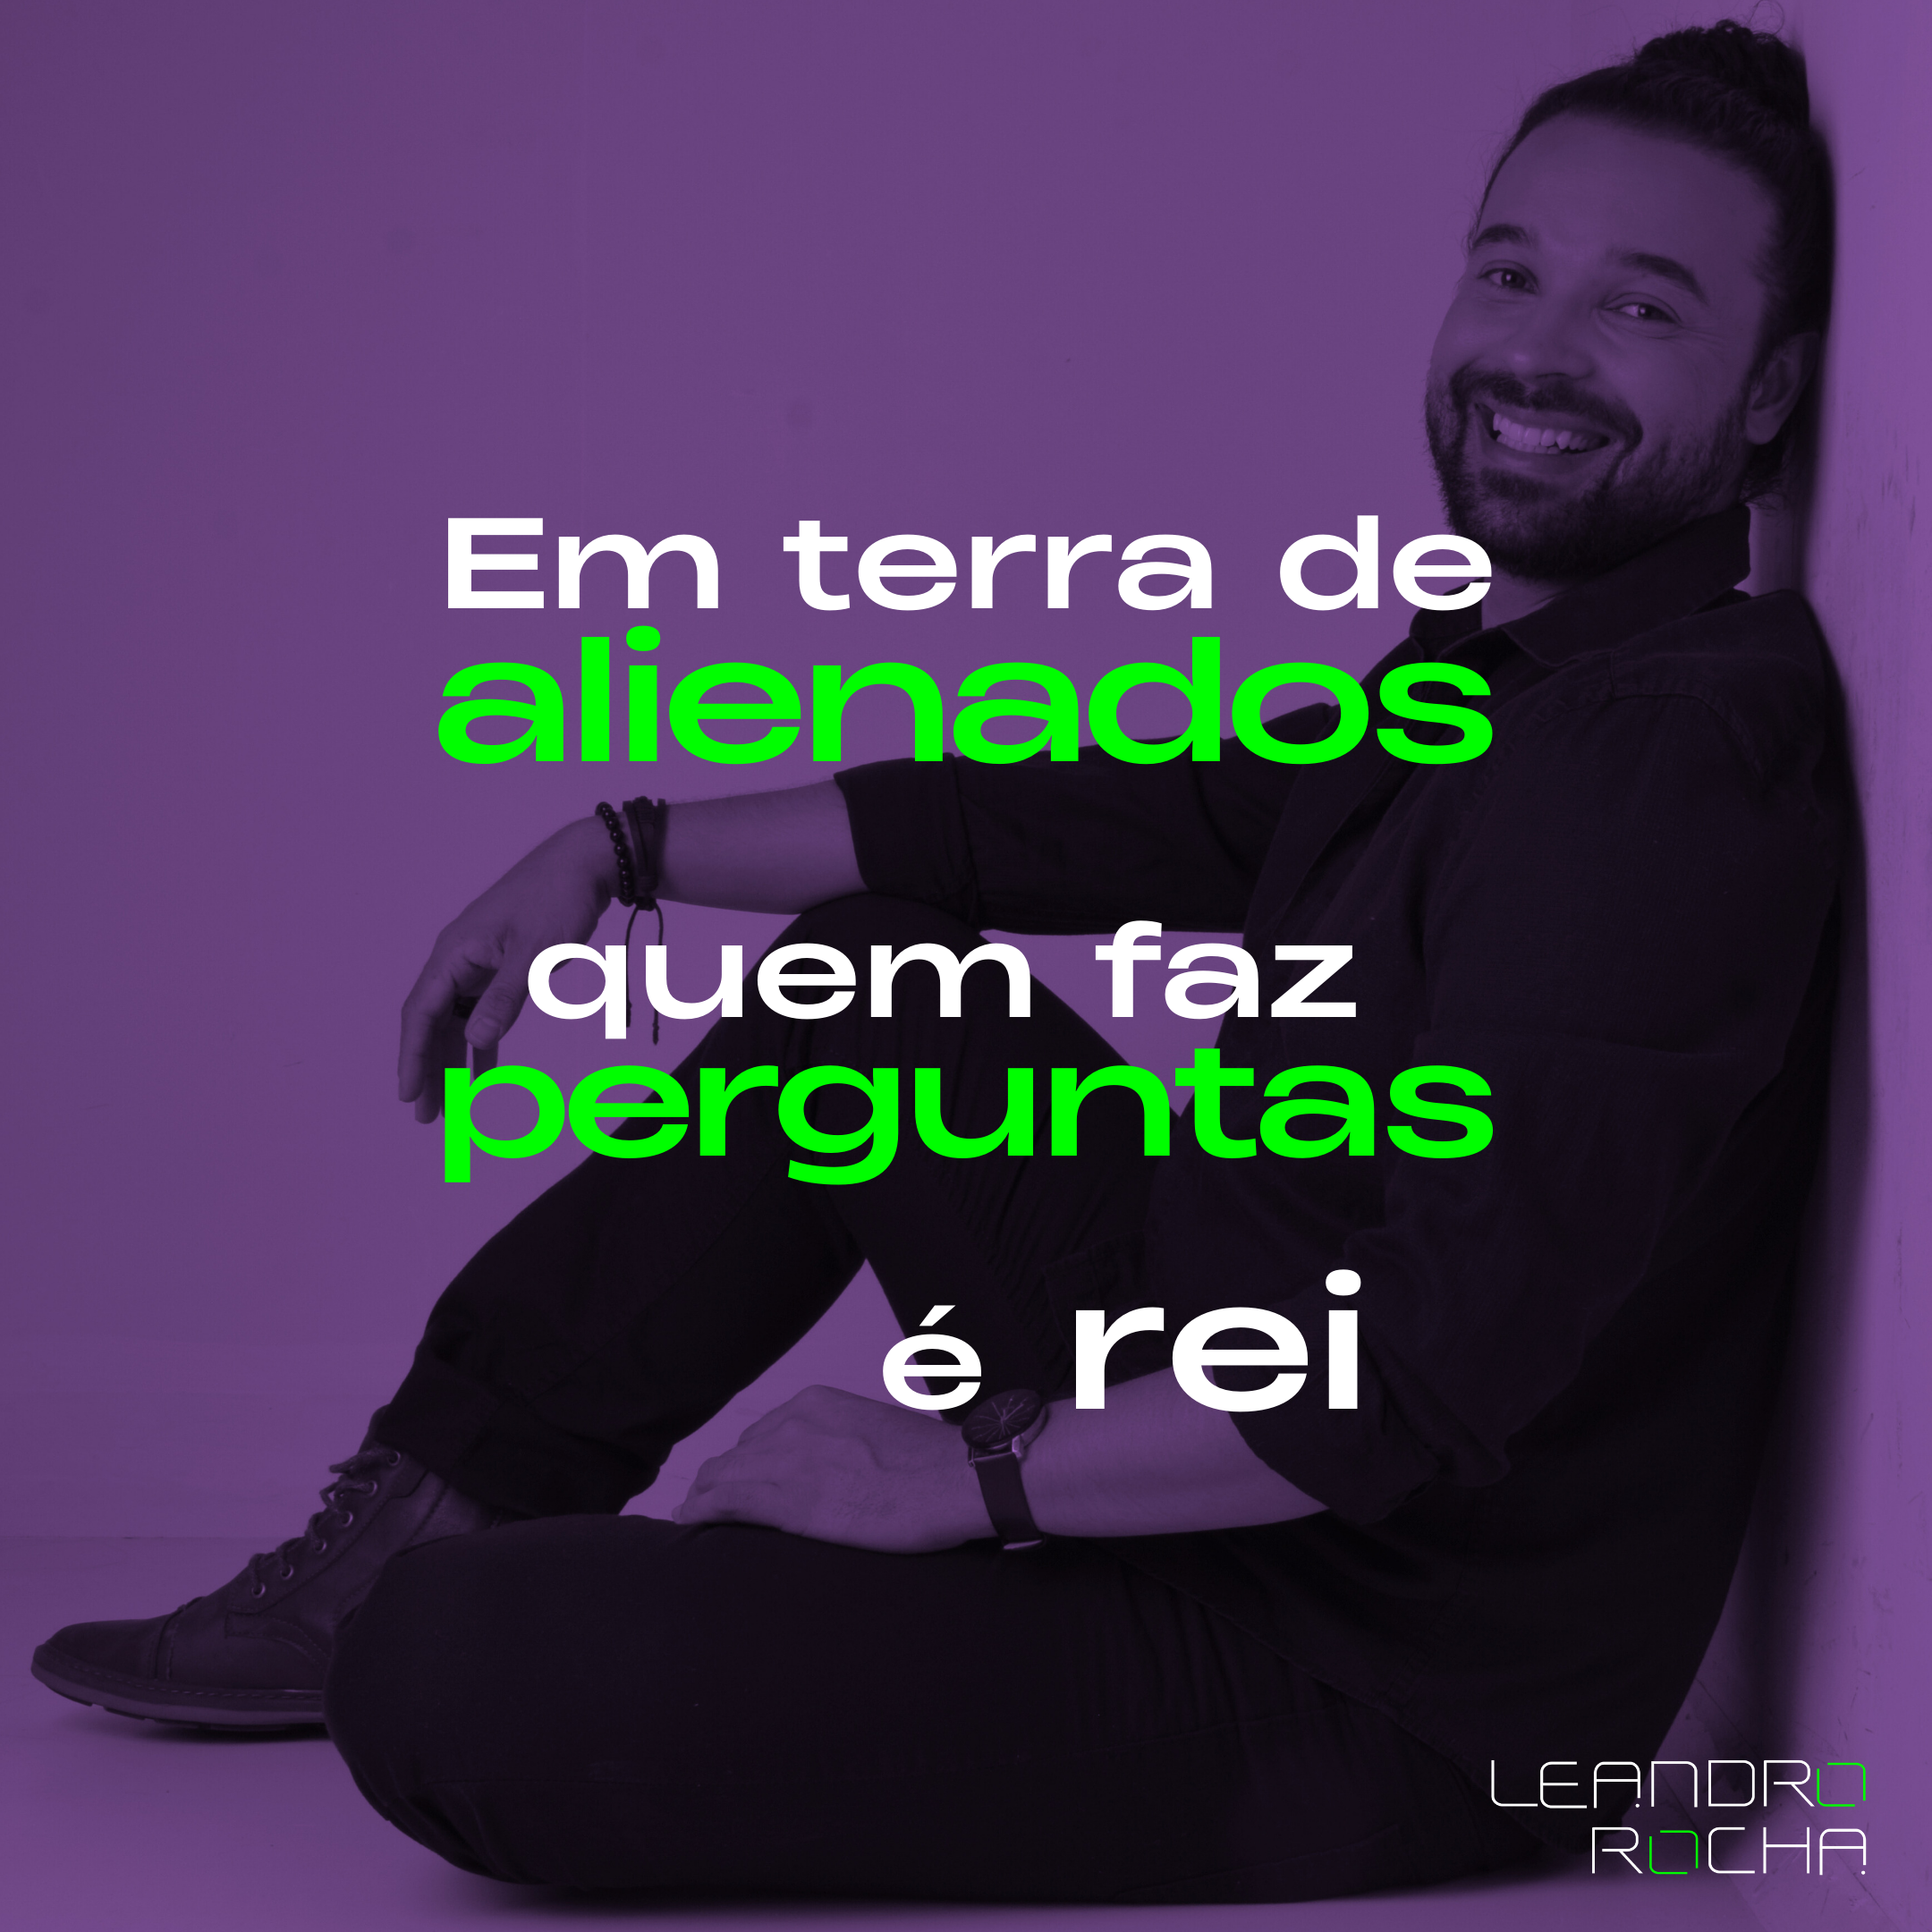 Em terra de
alienados
quem faz
perguntas
é rei
LEANDRO
ROCHA